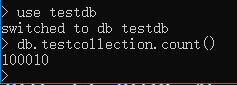 > use testdb
switched to db testdb
> db.testcollection.count()
100010
>